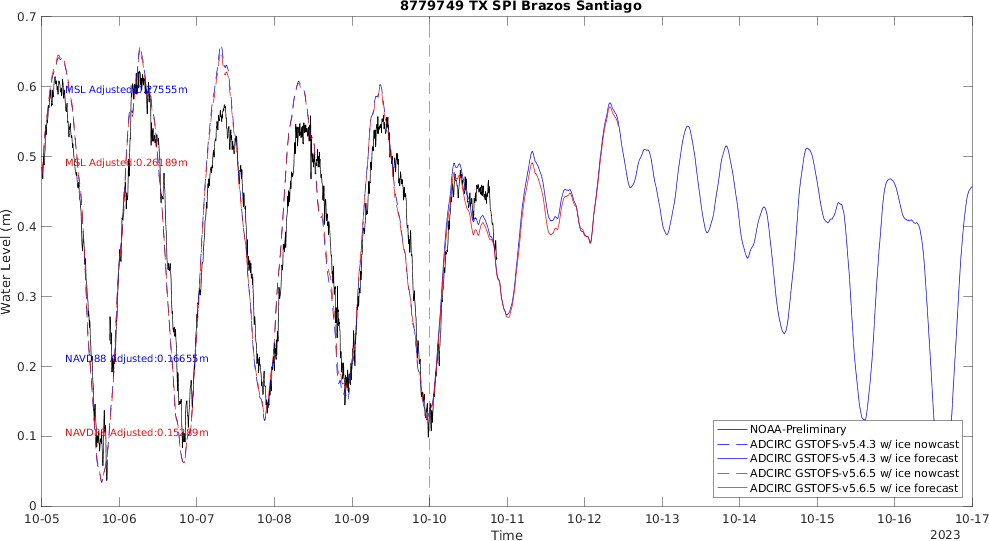 8779749 TX SPI Brazos Santiago
Water Level (m)
0.7
0.6
0.5
0.4
0.3
0.2
0.1
0
MSL Adjusted:0.27555m
MSL Adjusted:0.26189m
NAVD88 Adjusted:0.16655m
NAVD88 Adjusted:0.15289m
NOAA-Preliminary
ADCIRC GSTOFS-v5.4.3 w/ ice nowcast
ADCIRC GSTOFS-v5.4.3 w/ ice forecast
ADCIRC GSTOFS-v5.6.5 w/ ice nowcast
ADCIRC GSTOFS-v5.6.5 w/ ice forecast
10-05 10-06 10-07 10-08 10-09 10-10 10-11 10-12 10-13 10-14 10-15 10-16 10-17
Time
2023